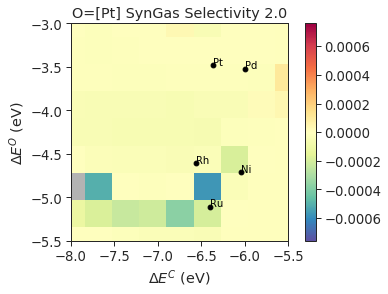 O=[Pt] SynGas Selectivity 2.0
−3.0
−3.5
−4.0
−4.5
−5.0
−5.5
ΔE^O (eV)
Pt
Pd
Rh
Ni
Ru
−8.0 −7.5 −7.0 −6.5 −6.0 −5.5
ΔE^C (eV)
0.0006
0.0004
0.0002
0.0000
−0.0002
−0.0004
−0.0006